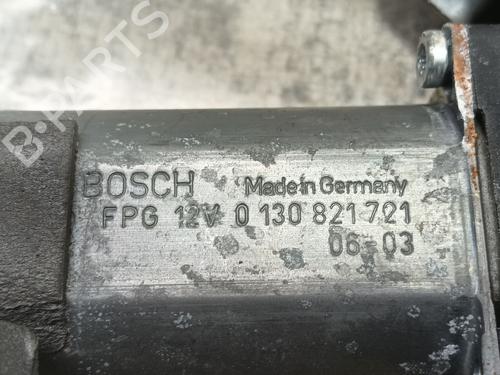 B-PARTS
BOSCH Made in Germany
FPG 12V 0 130 821 721
06-03